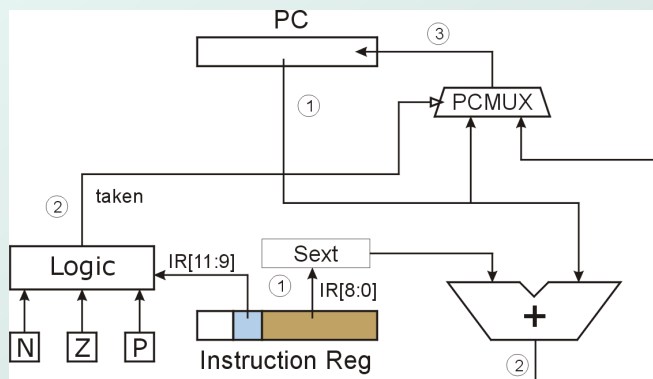 PC
③
①
PCMUX
②
taken
Logic
IR[11:9]
Sext
①
IR[8:0]
+
N Z P
Instruction Reg
②